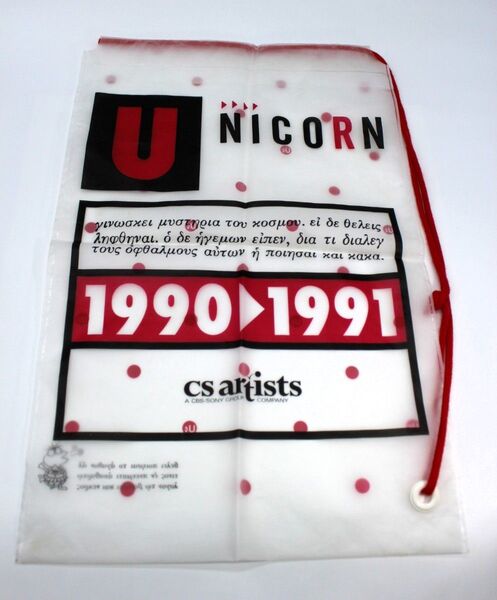 UNICORN
γινωσκει μυστηρια του κοσμου. εἰ δε θελεις
ληφθηναι. ὁ δε ἡγεμων εἰπεν, δια τι διαλεγ
τους ὀφθαλμους αὐτων ἠ ποιησαι και κακα.
1990 1991
cs artists
A CBS-SONY GROUP COMPANY